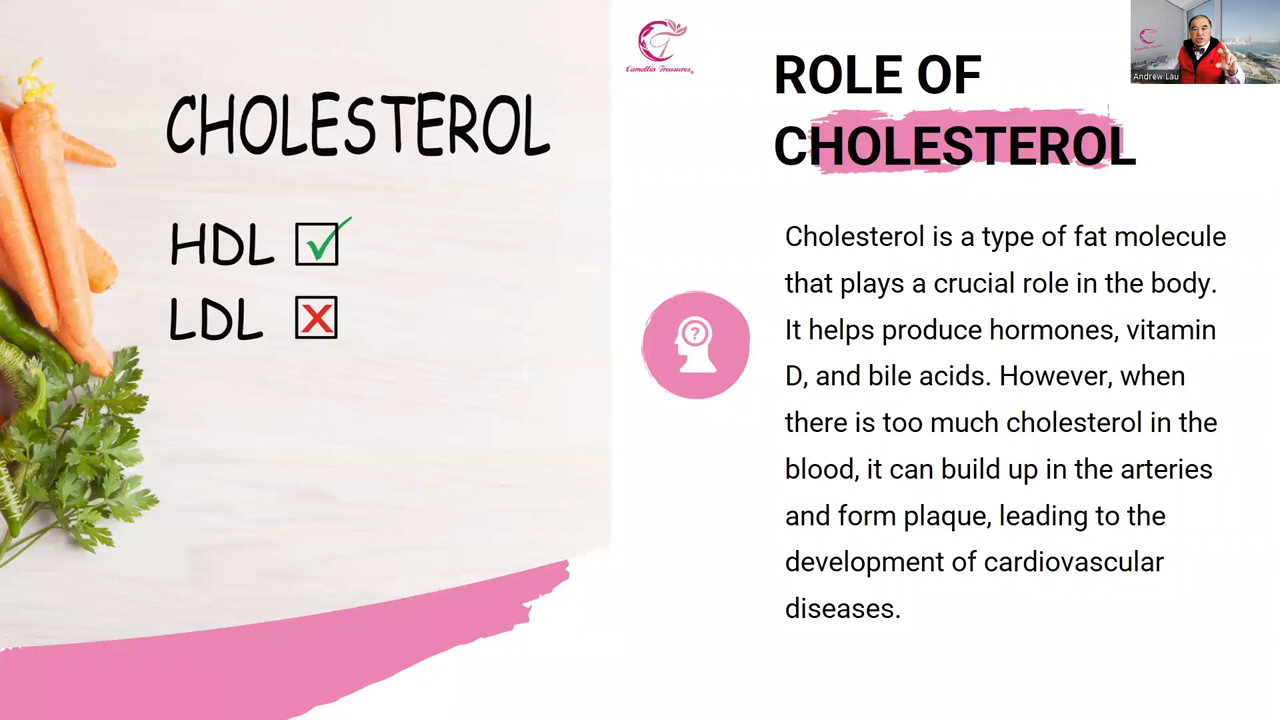 CHOLESTEROL
HDL
LDL
Camellia Treasures
ROLE OF
CHOLESTEROL
Cholesterol is a type of fat molecule
that plays a crucial role in the body.
It helps produce hormones, vitamin
D, and bile acids. However, when
there is too much cholesterol in the
blood, it can build up in the arteries
and form plaque, leading to the
development of cardiovascular
diseases.
?
Andrew Lau